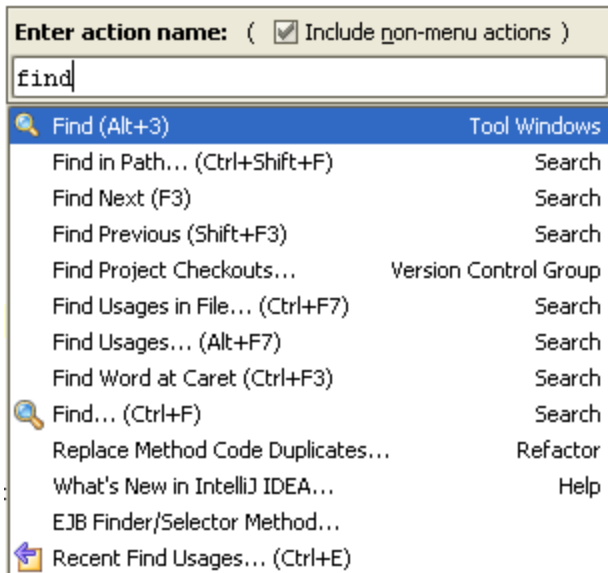 Enter action name: ( Include non-menu actions )
find
Find (Alt+3) Tool Windows
Find in Path... (Ctrl+Shift+F) Search
Find Next (F3) Search
Find Previous (Shift+F3) Search
Find Project Checkouts... Version Control Group
Find Usages in File... (Ctrl+F7) Search
Find Usages... (Alt+F7) Search
Find Word at Caret (Ctrl+F3) Search
Find... (Ctrl+F) Search
Replace Method Code Duplicates... Refactor
What's New in IntelliJ IDEA... Help
EJB Finder/Selector Method...
Recent Find Usages... (Ctrl+E)